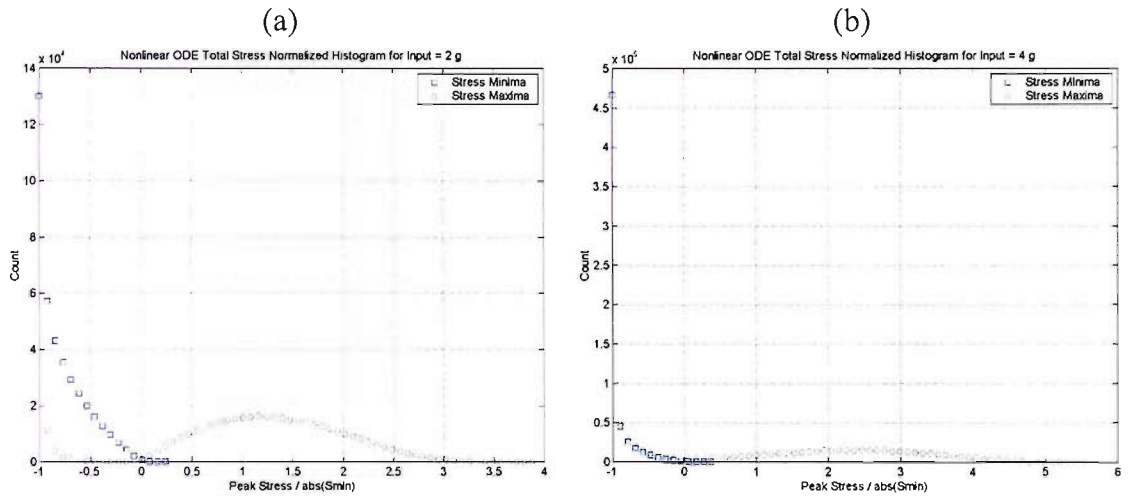 (a)
Nonlinear ODE Total Stress Normalized Histogram for Input = 2 g
x 10⁴
14
12
10
8
6
4
2
0
Count
Stress Minima
Stress Maxima
-1 -0.5 0 0.5 1 1.5 2 2.5 3 3.5 4
Peak Stress / abs(Smin)
(b)
Nonlinear ODE Total Stress Normalized Histogram for Input = 4 g
x 10⁵
5
4.5
4
3.5
3
2.5
2
1.5
1
0.5
0
Count
Stress Minima
Stress Maxima
-1 0 1 2 3 4 5 6
Peak Stress / abs(Smin)